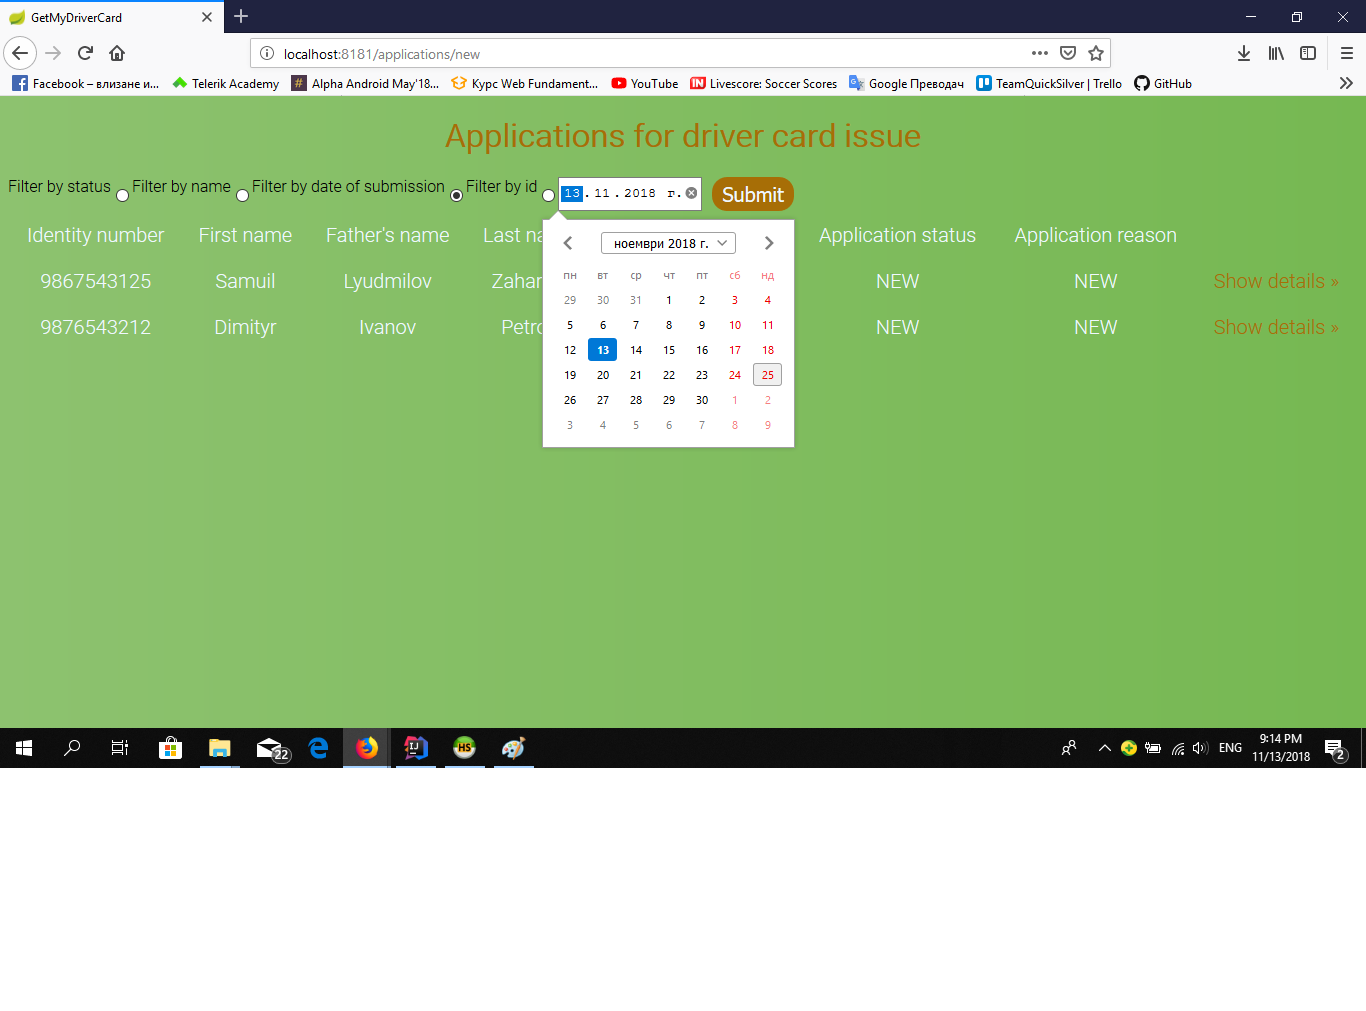 GetMyDriverCard
localhost:8181/applications/new
Facebook – влизане и... Telerik Academy Alpha Android May'18... Курс Web Fundament... YouTube Livescore: Soccer Scores Google Преводач TeamQuickSilver | Trello GitHub
Applications for driver card issue
Filter by status Filter by name Filter by date of submission Filter by id 13.11.2018 г. Submit
Identity number First name Father's name Last na Application status Application reason
9867543125 Samuil Lyudmilov Zahar NEW NEW Show details »
9876543212 Dimityr Ivanov Petro NEW NEW Show details »
ноември 2018 г.
пн вт ср чт пт сб нд
29 30 31 1 2 3 4
5 6 7 8 9 10 11
12 13 14 15 16 17 18
19 20 21 22 23 24 25
26 27 28 29 30 1 2
3 4 5 6 7 8 9
22 IJ HS ENG 9:14 PM
11/13/2018 2